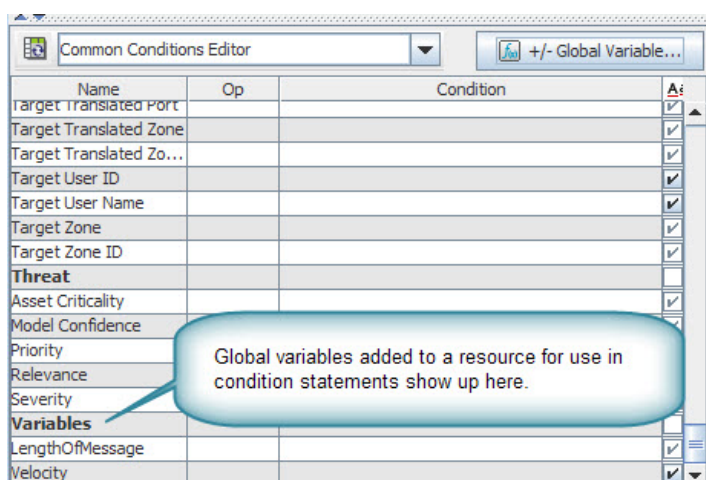 Common Conditions Editor
+/- Global Variable...
Name Op Condition
Target Translated Port
Target Translated Zone
Target Translated Zo...
Target User ID
Target User Name
Target Zone
Target Zone ID
Threat
Asset Criticality
Model Confidence
Priority
Relevance
Severity
Global variables added to a resource for use in
condition statements show up here.
Variables
LengthOfMessage
Velocity